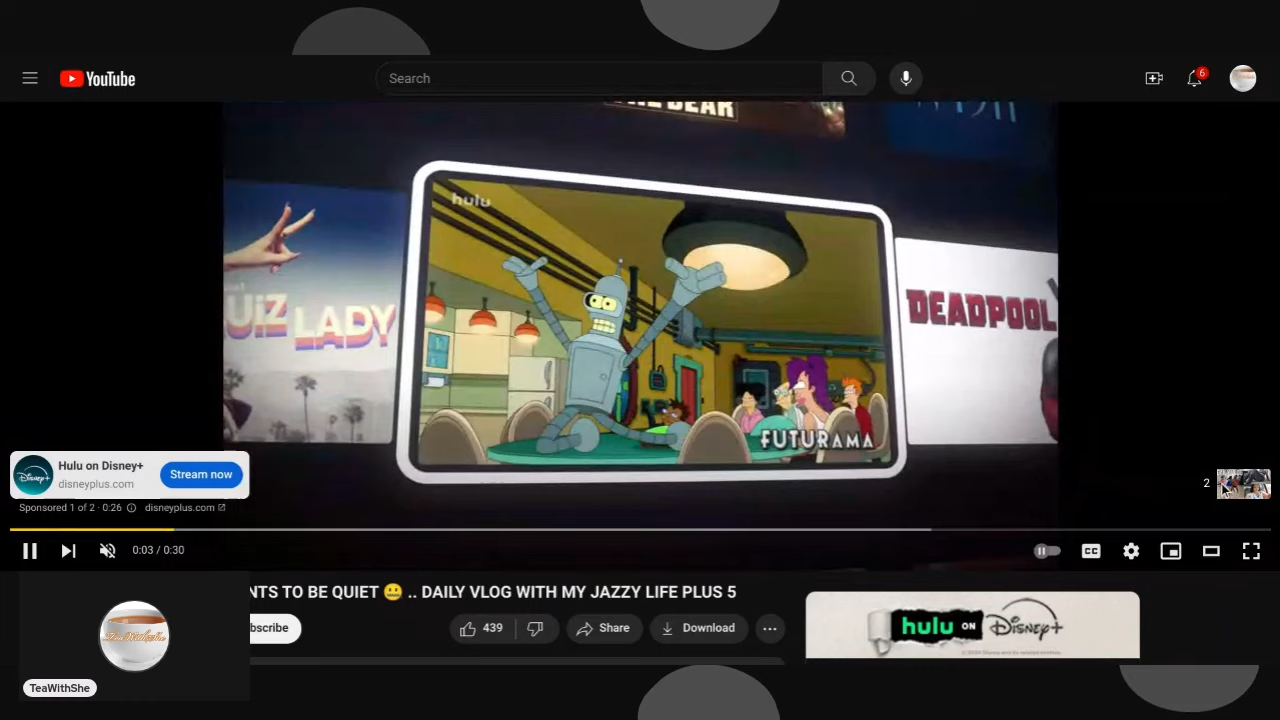 YouTube
Search
6
THE BEAR
hulu
QUIZ LADY
DEADPOOL
FUTURAMA
Hulu on Disney+
disneyplus.com
Stream now
2
Sponsored 1 of 2 · 0:26
disneyplus.com
0:03 / 0:30
CC
NTS TO BE QUIET 🤐 .. DAILY VLOG WITH MY JAZZY LIFE PLUS 5
bscribe
439
Share
Download
hulu ON Disney+
TeaWithShe